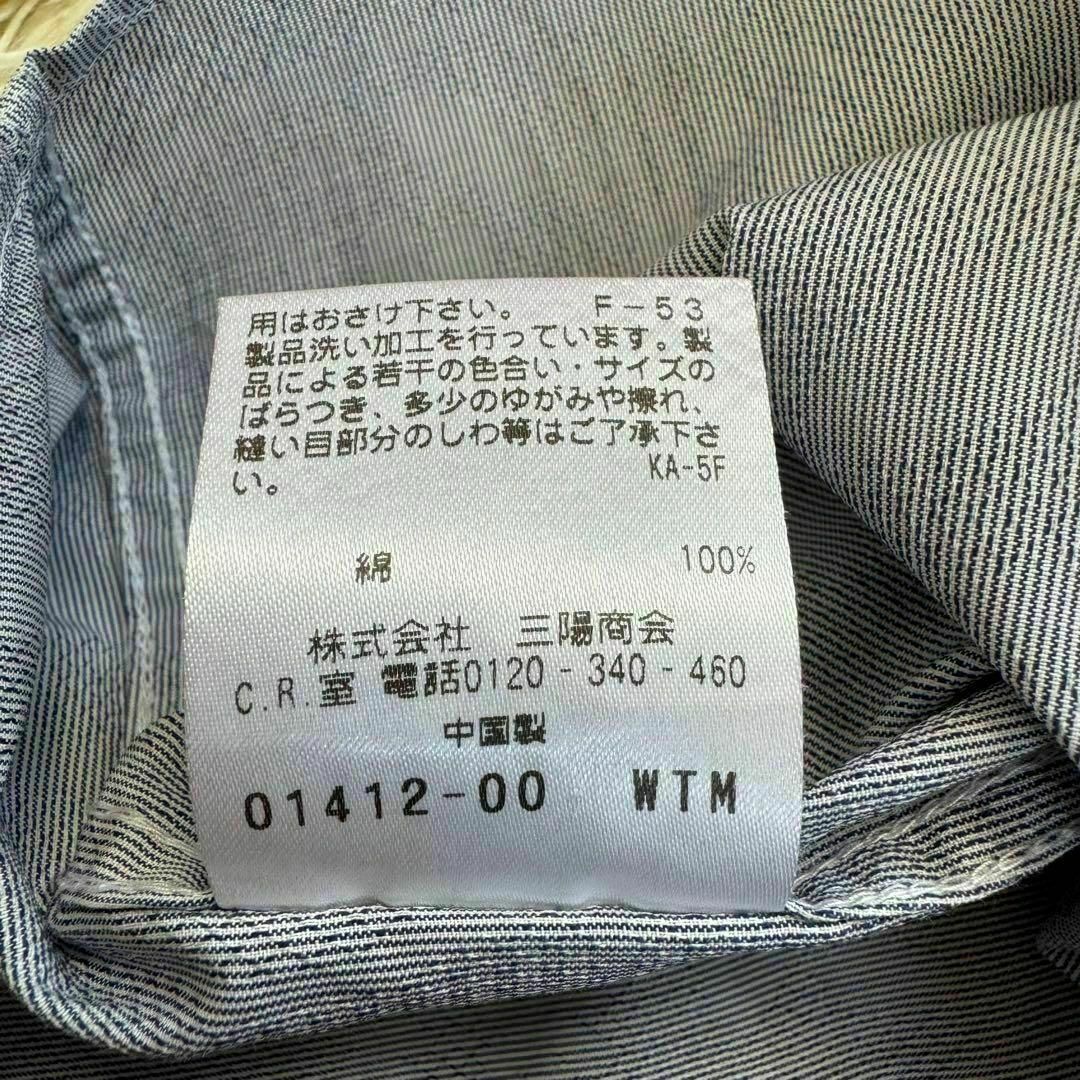 用はおさけ下さい。 F-53
製品洗い加工を行っています。製
品による若干の色合い・サイズの
ばらつき、多少のゆがみや擦れ、
縫い目部分のしわ等はご了承下さ
い。 KA-5F
綿 100%
株式会社 三陽商会
C.R.室 電話0120-340-460
中国製
01412-00 WTM